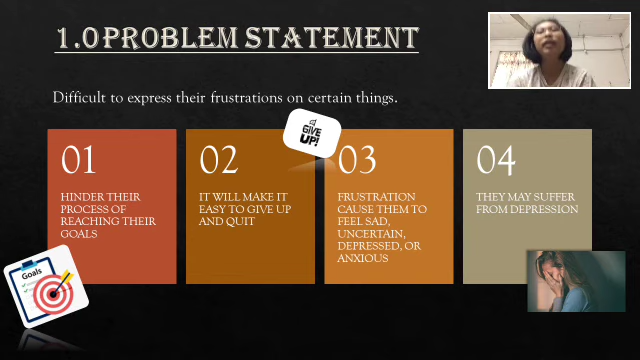 1.0 PROBLEM STATEMENT
Difficult to express their frustrations on certain things.
I
GIVE
UP!
01
HINDER THEIR
PROCESS OF
REACHING THEIR
GOALS
02
IT WILL MAKE IT
EASY TO GIVE UP
AND QUIT
03
FRUSTRATION
CAUSE THEM TO
FEEL SAD,
UNCERTAIN,
DEPRESSED, OR
ANXIOUS
04
THEY MAY SUFFER
FROM DEPRESSION
Goals